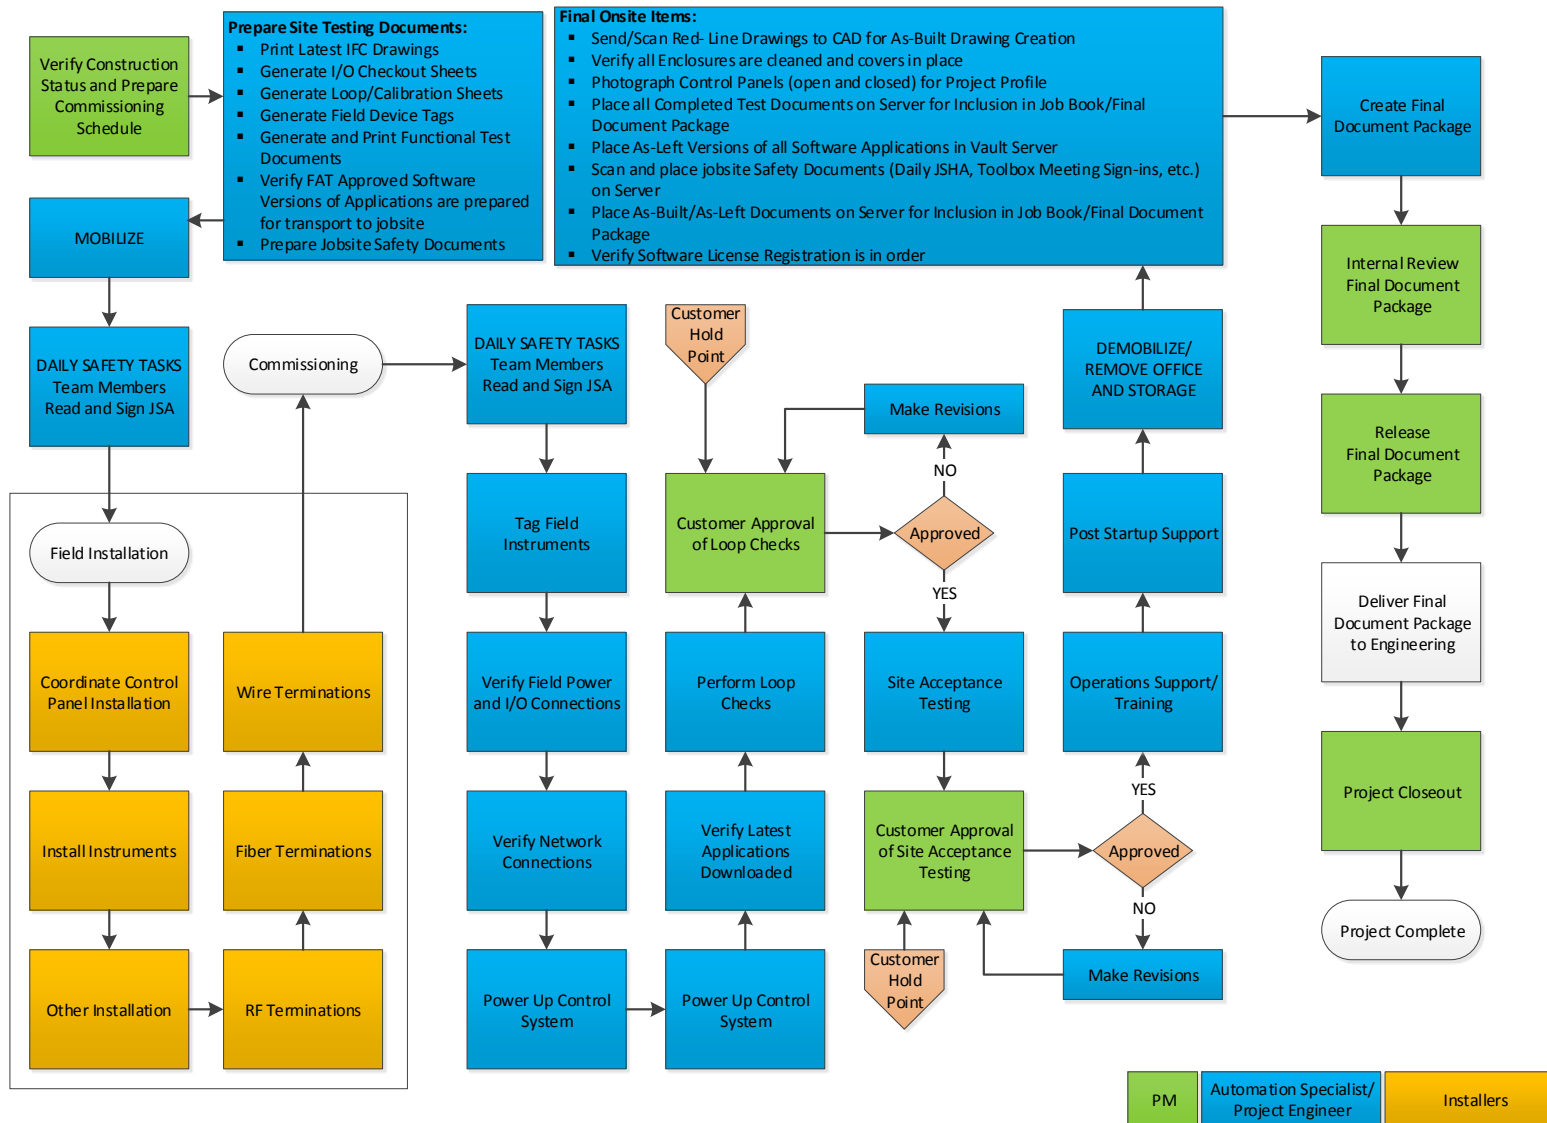 Verify Construction
Status and Prepare
Commissioning
Schedule
Prepare Site Testing Documents:
▪ Print Latest IFC Drawings
▪ Generate I/O Checkout Sheets
▪ Generate Loop/Calibration Sheets
▪ Generate Field Device Tags
▪ Generate and Print Functional Test
Documents
▪ Verify FAT Approved Software
Versions of Applications are prepared
for transport to jobsite
▪ Prepare Jobsite Safety Documents
Final Onsite Items:
▪ Send/Scan Red- Line Drawings to CAD for As-Built Drawing Creation
▪ Verify all Enclosures are cleaned and covers in place
▪ Photograph Control Panels (open and closed) for Project Profile
▪ Place all Completed Test Documents on Server for Inclusion in Job Book/Final
Document Package
▪ Place As-Left Versions of all Software Applications in Vault Server
▪ Scan and place jobsite Safety Documents (Daily JSHA, Toolbox Meeting Sign-ins, etc.)
on Server
▪ Place As-Built/As-Left Documents on Server for Inclusion in Job Book/Final Document
Package
▪ Verify Software License Registration is in order
Create Final
Document Package
MOBILIZE
Internal Review
Final Document
Package
DAILY SAFETY TASKS
Team Members
Read and Sign JSA
Commissioning
DAILY SAFETY TASKS
Team Members
Read and Sign JSA
Customer
Hold
Point
Make Revisions
DEMOBILIZE/
REMOVE OFFICE
AND STORAGE
Release
Final Document
Package
NO
Field Installation
Tag Field
Instruments
Customer Approval
of Loop Checks
Approved
Post Startup Support
YES
Deliver Final
Document Package
to Engineering
Coordinate Control
Panel Installation
Wire Terminations
Verify Field Power
and I/O Connections
Perform Loop
Checks
Site Acceptance
Testing
Operations Support/
Training
YES
Project Closeout
Install Instruments
Fiber Terminations
Verify Network
Connections
Verify Latest
Applications
Downloaded
Customer Approval
of Site Acceptance
Testing
Approved
NO
Project Complete
Customer
Hold
Point
Make Revisions
Other Installation
RF Terminations
Power Up Control
System
Power Up Control
System
PM
Automation Specialist/
Project Engineer
Installers